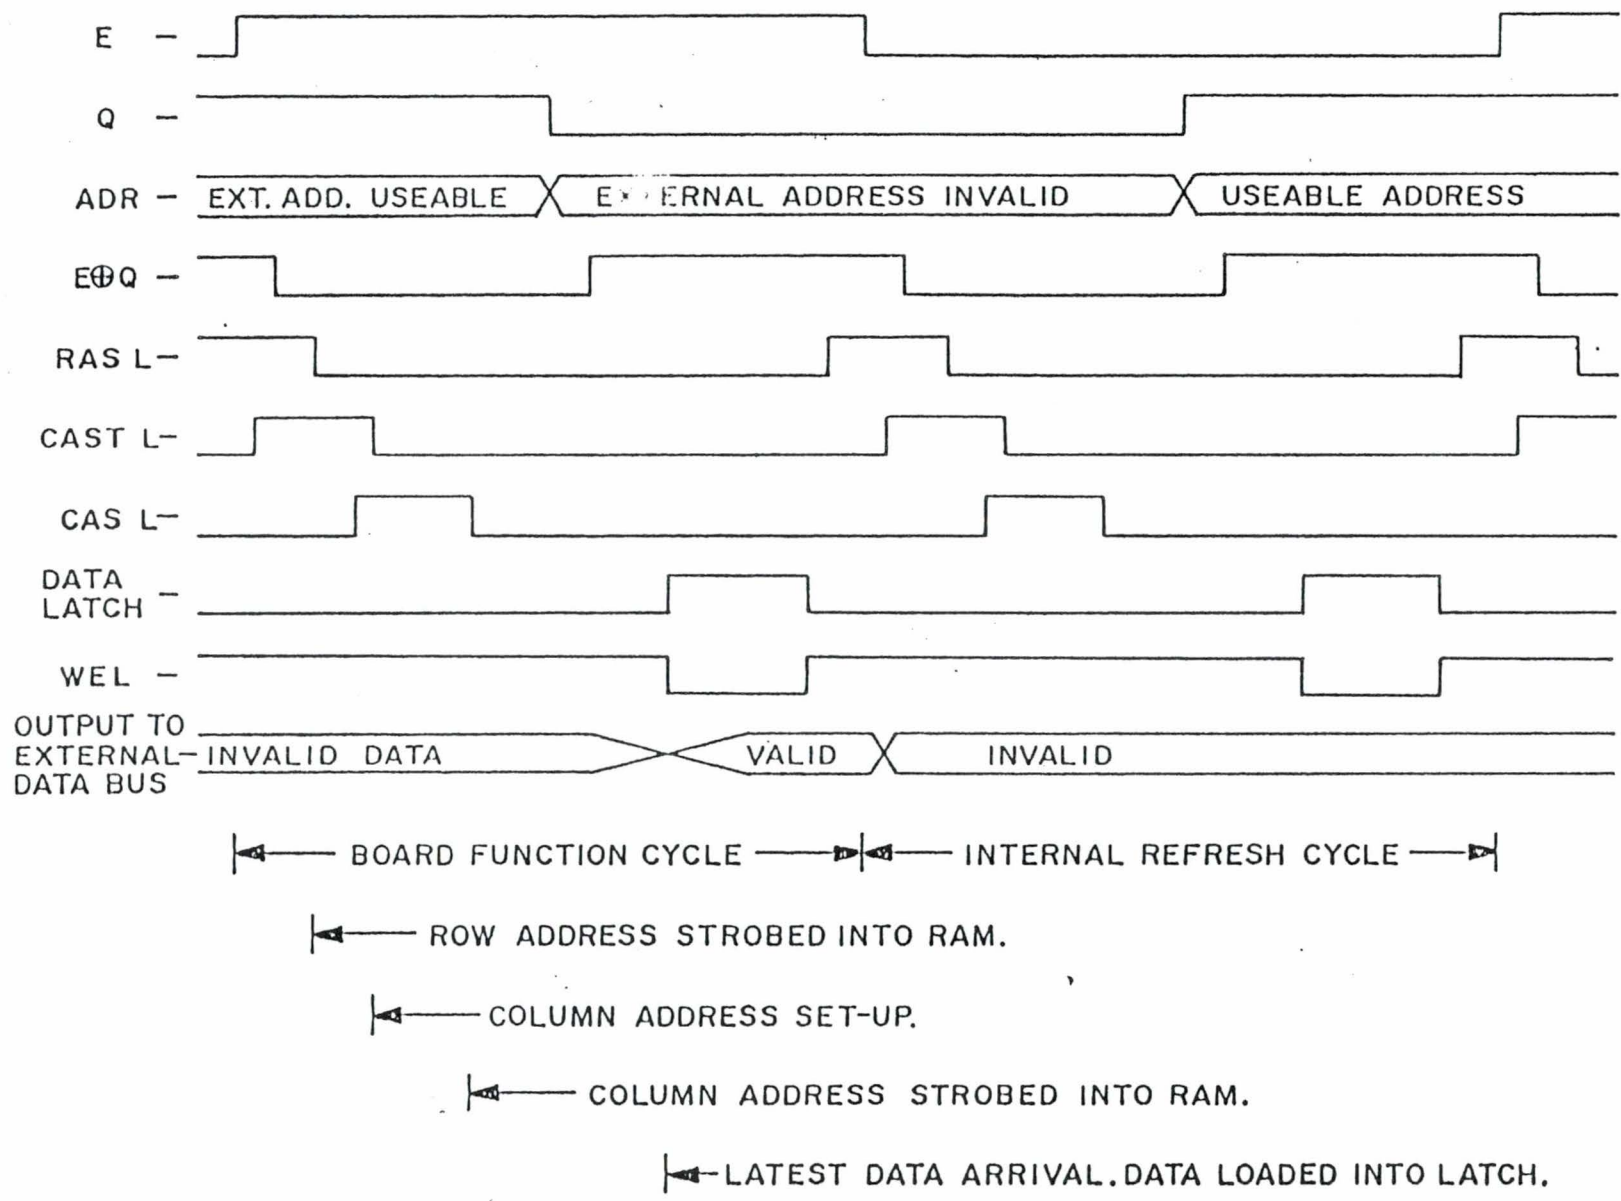 E —
Q —
ADR — EXT. ADD. USEABLE EXTERNAL ADDRESS INVALID USEABLE ADDRESS
E⊕Q —
RAS L —
CAST L —
CAS L —
DATA
LATCH —
WEL —
OUTPUT TO
EXTERNAL — INVALID DATA VALID INVALID
DATA BUS
BOARD FUNCTION CYCLE INTERNAL REFRESH CYCLE
ROW ADDRESS STROBED INTO RAM.
COLUMN ADDRESS SET-UP.
COLUMN ADDRESS STROBED INTO RAM.
LATEST DATA ARRIVAL. DATA LOADED INTO LATCH.